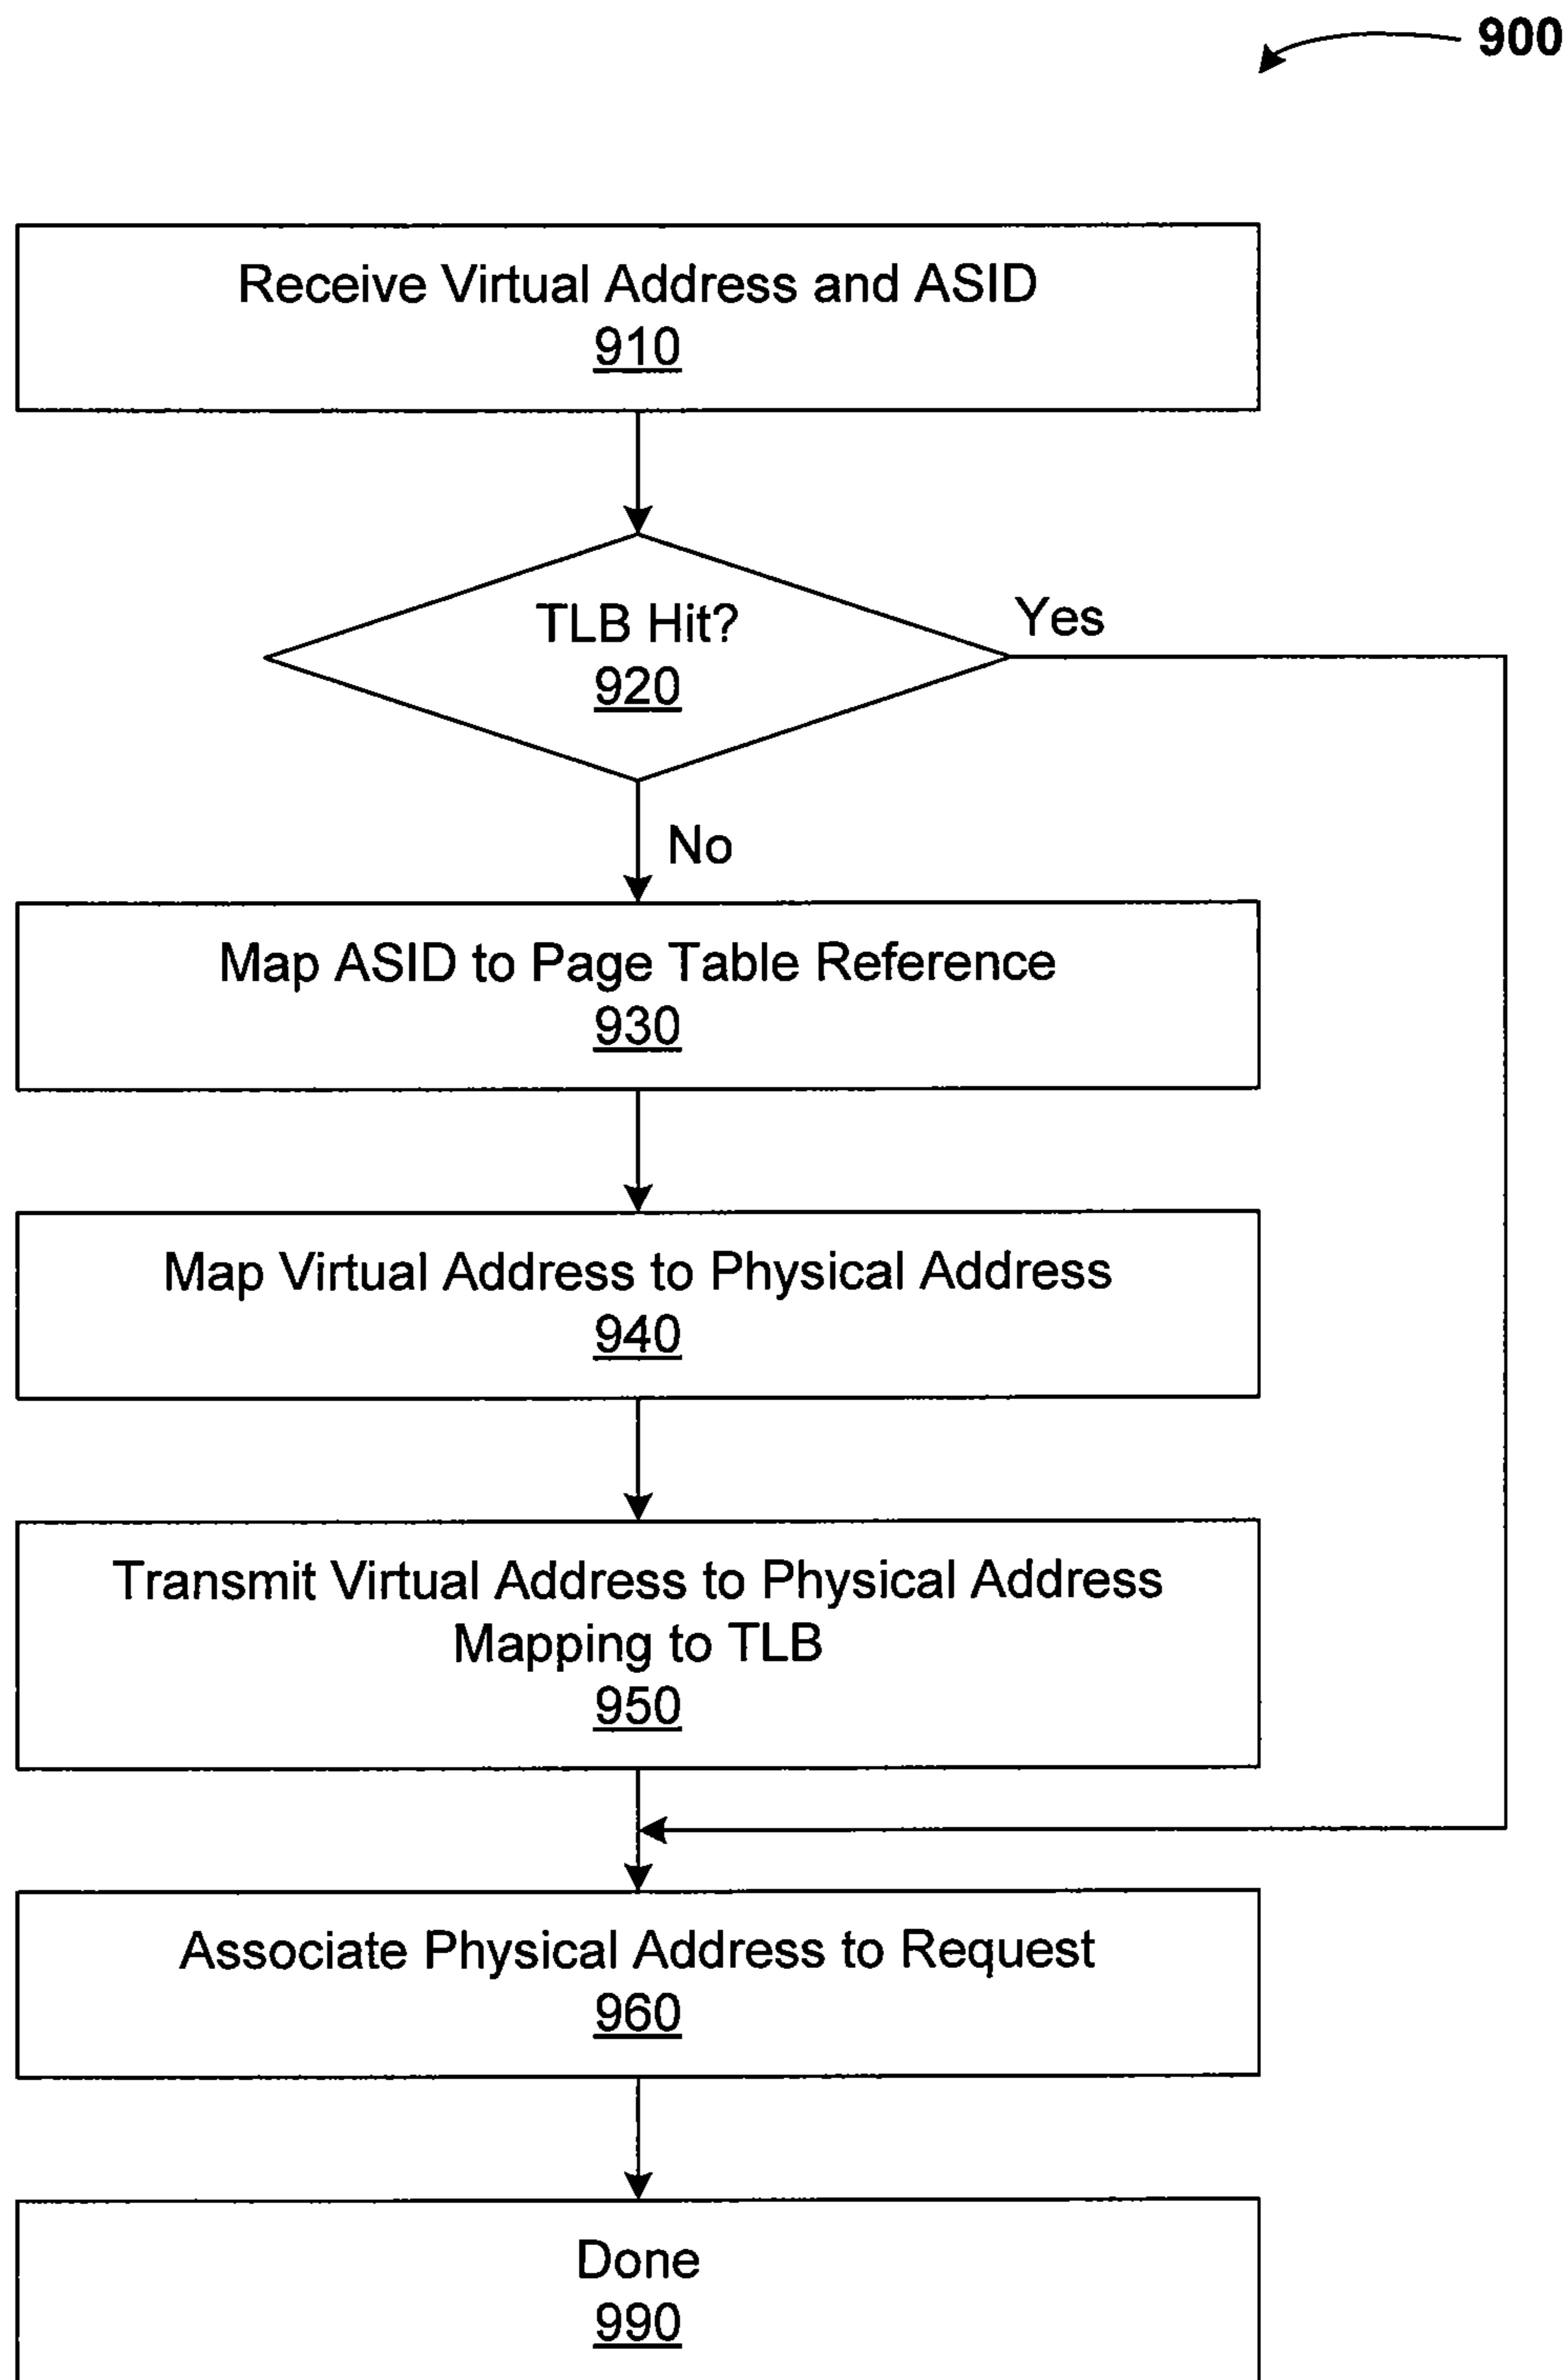 900
Receive Virtual Address and ASID
910
TLB Hit?
920
Yes
No
Map ASID to Page Table Reference
930
Map Virtual Address to Physical Address
940
Transmit Virtual Address to Physical Address
Mapping to TLB
950
Associate Physical Address to Request
960
Done
990